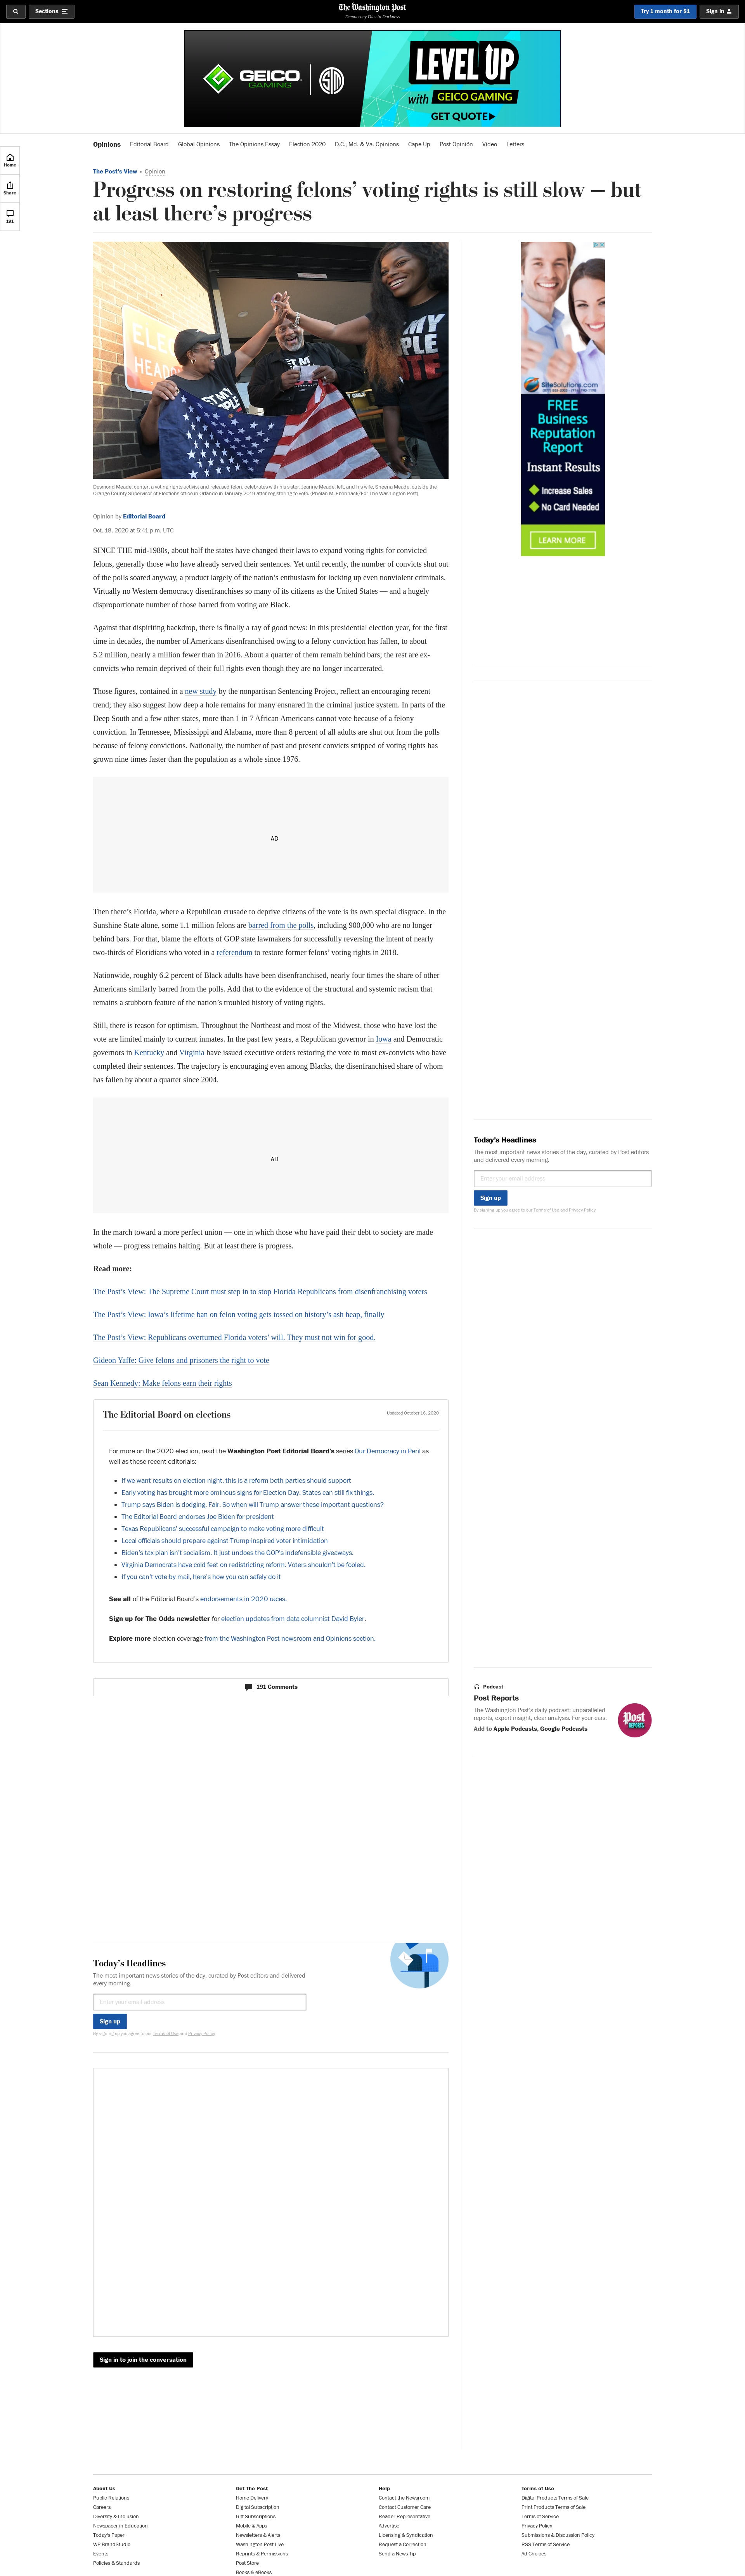 Sections
The Washington Post
Democracy Dies in Darkness
Try 1 month for $1
Sign in
GEICO
GAMING
LEVEL UP
with GEICO GAMING
GET QUOTE
Home
Share
191
Opinions
Editorial Board
Global Opinions
The Opinions Essay
Election 2020
D.C., Md. & Va. Opinions
Cape Up
Post Opinión
Video
Letters
The Post's View • Opinion
Progress on restoring felons’ voting rights is still slow — but
at least there’s progress
Desmond Meade, center, a voting rights activist and released felon, celebrates with his sister, Jeanne Meade, left, and his wife, Sheena Meade, outside the
Orange County Supervisor of Elections office in Orlando in January 2019 after registering to vote. (Phelan M. Ebenhack/For The Washington Post)
Opinion by Editorial Board
Oct. 18, 2020 at 5:41 p.m. UTC
SINCE THE mid-1980s, about half the states have changed their laws to expand voting rights for convicted
felons, generally those who have already served their sentences. Yet until recently, the number of convicts shut out
of the polls soared anyway, a product largely of the nation’s enthusiasm for locking up even nonviolent criminals.
Virtually no Western democracy disenfranchises so many of its citizens as the United States — and a hugely
disproportionate number of those barred from voting are Black.
Against that dispiriting backdrop, there is finally a ray of good news: In this presidential election year, for the first
time in decades, the number of Americans disenfranchised owing to a felony conviction has fallen, to about
5.2 million, nearly a million fewer than in 2016. About a quarter of them remain behind bars; the rest are ex-
convicts who remain deprived of their full rights even though they are no longer incarcerated.
Those figures, contained in a new study by the nonpartisan Sentencing Project, reflect an encouraging recent
trend; they also suggest how deep a hole remains for many ensnared in the criminal justice system. In parts of the
Deep South and a few other states, more than 1 in 7 African Americans cannot vote because of a felony
conviction. In Tennessee, Mississippi and Alabama, more than 8 percent of all adults are shut out from the polls
because of felony convictions. Nationally, the number of past and present convicts stripped of voting rights has
grown nine times faster than the population as a whole since 1976.
AD
Then there’s Florida, where a Republican crusade to deprive citizens of the vote is its own special disgrace. In the
Sunshine State alone, some 1.1 million felons are barred from the polls, including 900,000 who are no longer
behind bars. For that, blame the efforts of GOP state lawmakers for successfully reversing the intent of nearly
two-thirds of Floridians who voted in a referendum to restore former felons’ voting rights in 2018.
Nationwide, roughly 6.2 percent of Black adults have been disenfranchised, nearly four times the share of other
Americans similarly barred from the polls. Add that to the evidence of the structural and systemic racism that
remains a stubborn feature of the nation’s troubled history of voting rights.
Still, there is reason for optimism. Throughout the Northeast and most of the Midwest, those who have lost the
vote are limited mainly to current inmates. In the past few years, a Republican governor in Iowa and Democratic
governors in Kentucky and Virginia have issued executive orders restoring the vote to most ex-convicts who have
completed their sentences. The trajectory is encouraging even among Blacks, the disenfranchised share of whom
has fallen by about a quarter since 2004.
AD
In the march toward a more perfect union — one in which those who have paid their debt to society are made
whole — progress remains halting. But at least there is progress.
Read more:
The Post’s View: The Supreme Court must step in to stop Florida Republicans from disenfranchising voters
The Post’s View: Iowa’s lifetime ban on felon voting gets tossed on history’s ash heap, finally
The Post’s View: Republicans overturned Florida voters’ will. They must not win for good.
Gideon Yaffe: Give felons and prisoners the right to vote
Sean Kennedy: Make felons earn their rights
The Editorial Board on elections
Updated October 16, 2020
For more on the 2020 election, read the Washington Post Editorial Board's series Our Democracy in Peril as
well as these recent editorials:
If we want results on election night, this is a reform both parties should support
Early voting has brought more ominous signs for Election Day. States can still fix things.
Trump says Biden is dodging. Fair. So when will Trump answer these important questions?
The Editorial Board endorses Joe Biden for president
Texas Republicans’ successful campaign to make voting more difficult
Local officials should prepare against Trump-inspired voter intimidation
Biden’s tax plan isn’t socialism. It just undoes the GOP’s indefensible giveaways.
Virginia Democrats have cold feet on redistricting reform. Voters shouldn’t be fooled.
If you can’t vote by mail, here’s how you can safely do it
See all of the Editorial Board’s endorsements in 2020 races.
Sign up for The Odds newsletter for election updates from data columnist David Byler.
Explore more election coverage from the Washington Post newsroom and Opinions section.
191 Comments
Today’s Headlines
The most important news stories of the day, curated by Post editors and delivered
every morning.
Enter your email address
Sign up
By signing up you agree to our Terms of Use and Privacy Policy
Sign in to join the conversation
SiteSolutions.com
FREE
Business
Reputation
Report
Instant Results
Increase Sales
No Card Needed
LEARN MORE
Today's Headlines
The most important news stories of the day, curated by Post editors
and delivered every morning.
Enter your email address
Sign up
By signing up you agree to our Terms of Use and Privacy Policy
Podcast
Post Reports
The Washington Post's daily podcast: unparalleled
reports, expert insight, clear analysis. For your ears.
Add to Apple Podcasts, Google Podcasts
Post
REPORTS
About Us
Public Relations
Careers
Diversity & Inclusion
Newspaper in Education
Today's Paper
WP BrandStudio
Events
Policies & Standards
Get The Post
Home Delivery
Digital Subscription
Gift Subscriptions
Mobile & Apps
Newsletters & Alerts
Washington Post Live
Reprints & Permissions
Post Store
Books & eBooks
Help
Contact the Newsroom
Contact Customer Care
Reader Representative
Advertise
Licensing & Syndication
Request a Correction
Send a News Tip
Terms of Use
Digital Products Terms of Sale
Print Products Terms of Sale
Terms of Service
Privacy Policy
Submissions & Discussion Policy
RSS Terms of Service
Ad Choices